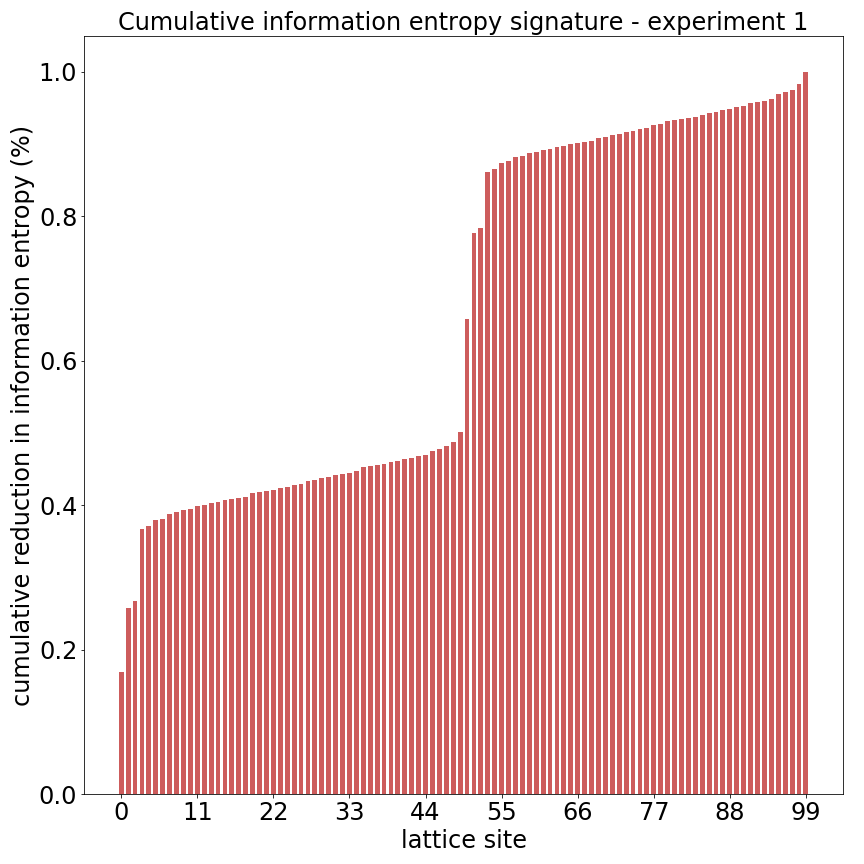 Cumulative information entropy signature - experiment 1
cumulative reduction in information entropy (%)
1.0
0.8
0.6
0.4
0.2
0.0
0 11 22 33 44 55 66 77 88 99
lattice site